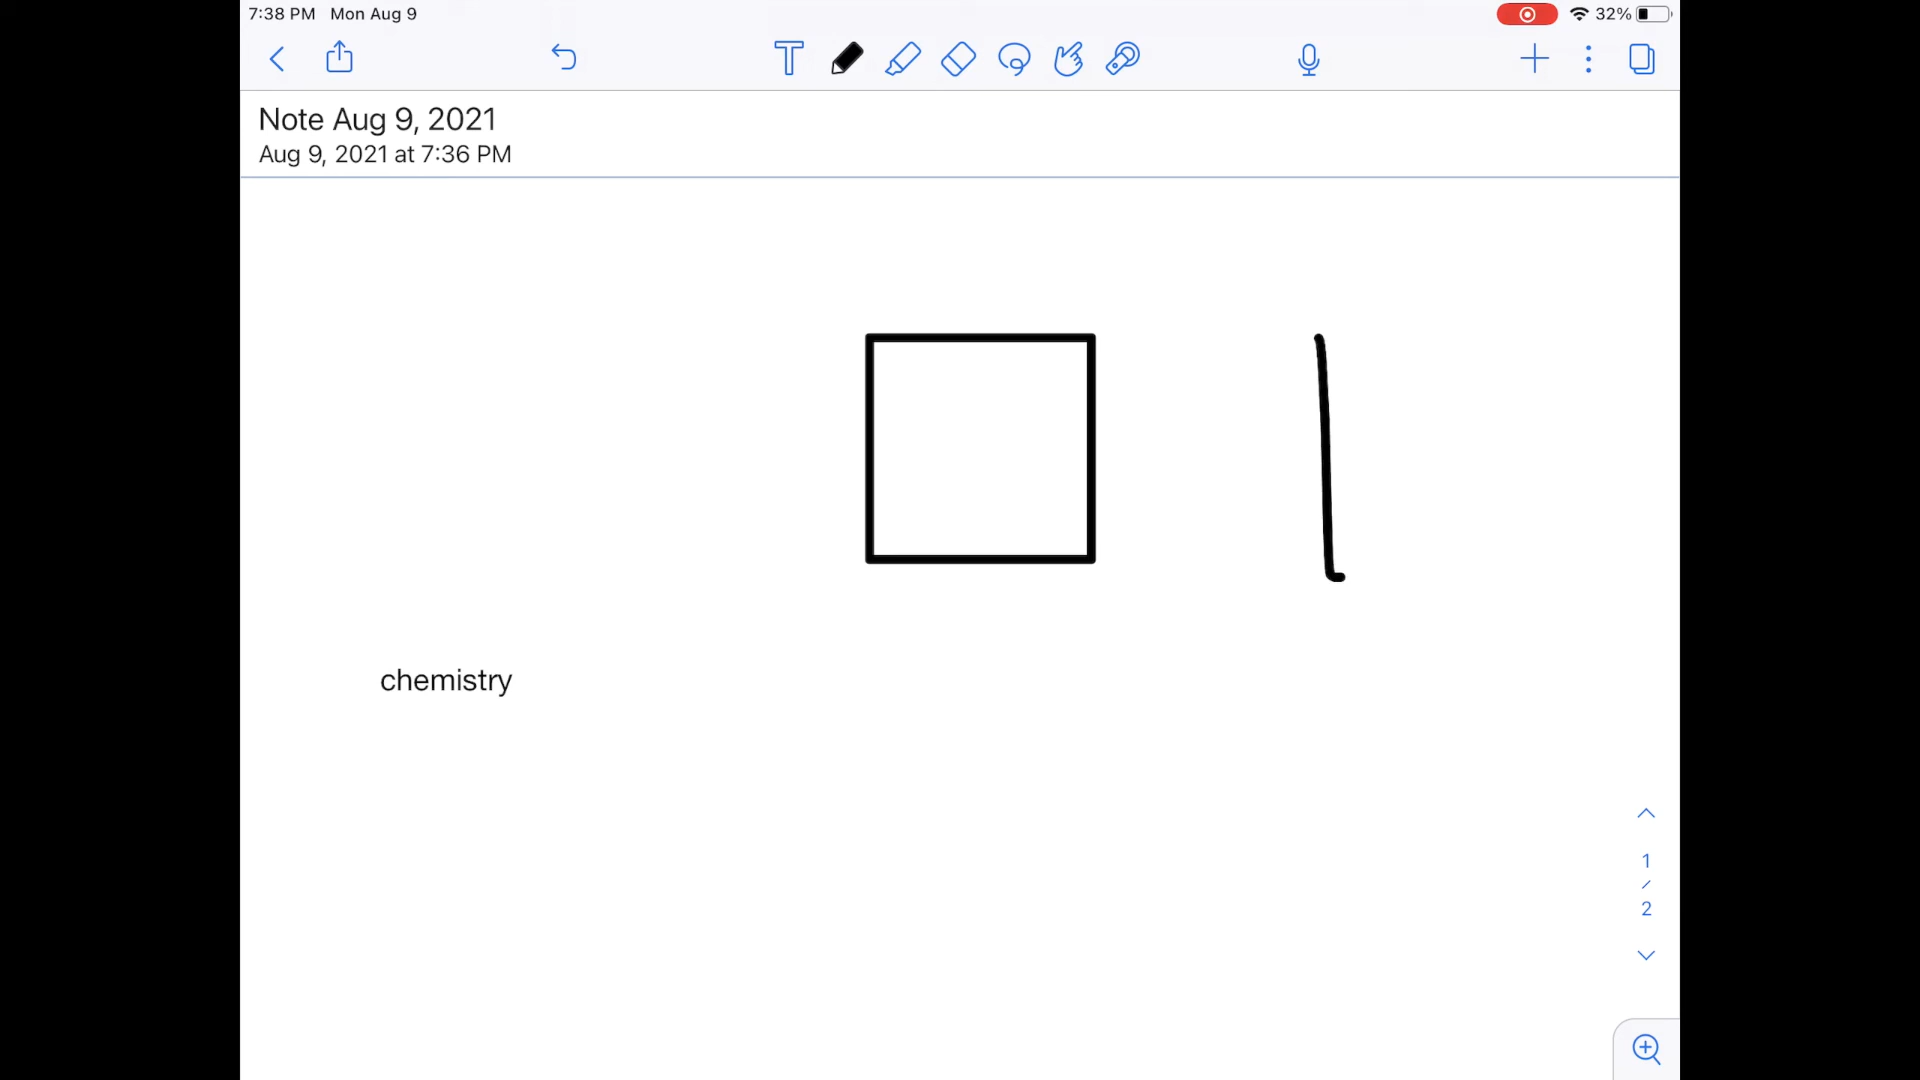 7:38 PM Mon Aug 9
32%
Note Aug 9, 2021
Aug 9, 2021 at 7:36 PM
chemistry
1
/
2